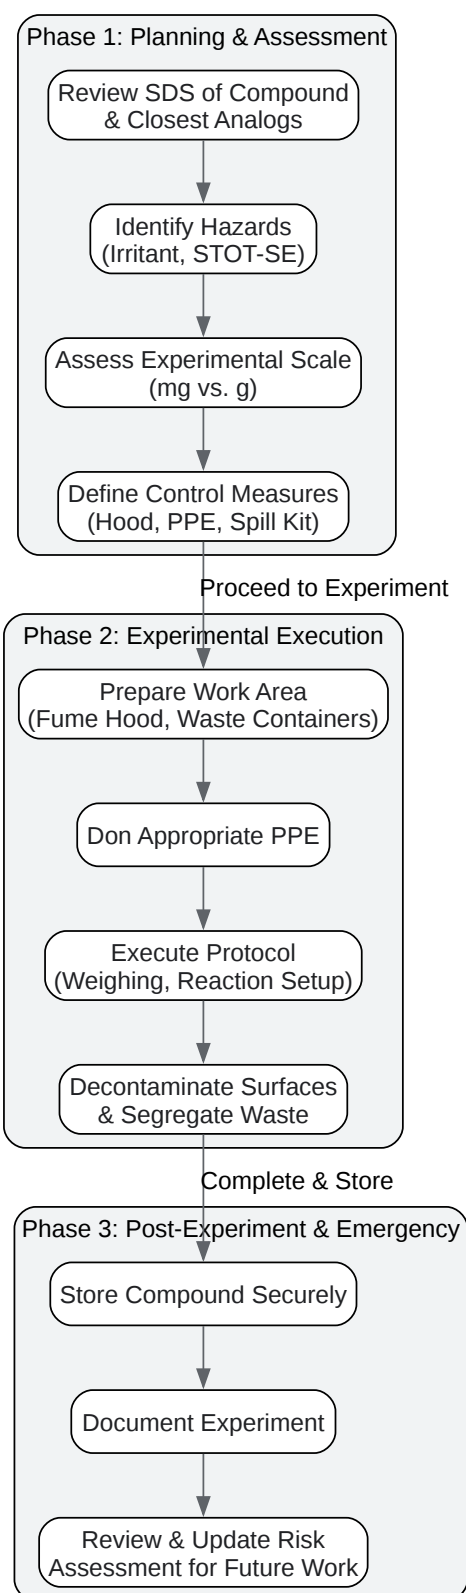 Phase 1: Planning & Assessment
Review SDS of Compound
& Closest Analogs
Identify Hazards
(Irritant, STOT-SE)
Assess Experimental Scale
(mg vs. g)
Define Control Measures
(Hood, PPE, Spill Kit)
Proceed to Experiment
Phase 2: Experimental Execution
Prepare Work Area
(Fume Hood, Waste Containers)
Don Appropriate PPE
Execute Protocol
(Weighing, Reaction Setup)
Decontaminate Surfaces
& Segregate Waste
Complete & Store
Phase 3: Post-Experiment & Emergency
Store Compound Securely
Document Experiment
Review & Update Risk
Assessment for Future Work